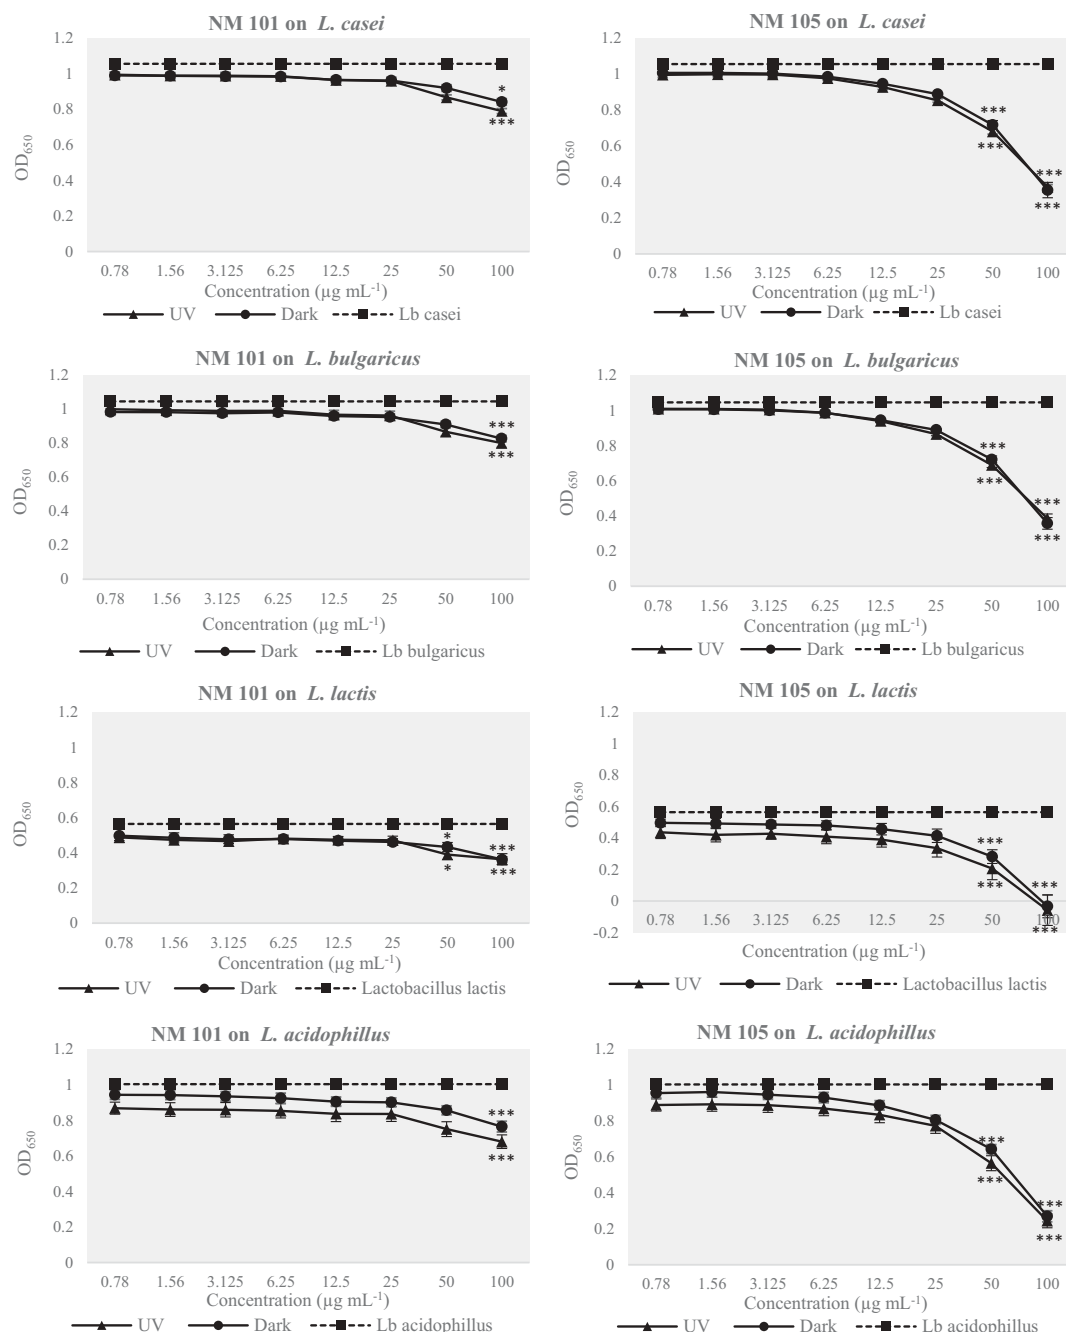 NM 101 on L. casei
1.2
1
0.8
0.6
0.4
0.2
0
OD650
*
***
0.78 1.56 3.125 6.25 12.5 25 50 100
Concentration (µg mL-1)
UV Dark Lb casei
NM 105 on L. casei
1.2
1
0.8
0.6
0.4
0.2
0
OD650
***
***
***
***
0.78 1.56 3.125 6.25 12.5 25 50 100
Concentration (µg mL-1)
UV Dark Lb casei
NM 101 on L. bulgaricus
1.2
1
0.8
0.6
0.4
0.2
0
OD650
***
***
0.78 1.56 3.125 6.25 12.5 25 50 100
Concentration (µg mL-1)
UV Dark Lb bulgaricus
NM 105 on L. bulgaricus
1.2
1
0.8
0.6
0.4
0.2
0
OD650
***
***
***
***
0.78 1.56 3.125 6.25 12.5 25 50 100
Concentration (µg mL-1)
UV Dark Lb bulgaricus
NM 101 on L. lactis
1.2
1
0.8
0.6
0.4
0.2
0
OD650
*
*
***
***
0.78 1.56 3.125 6.25 12.5 25 50 100
Concentration (µg mL-1)
UV Dark Lactobacillus lactis
NM 105 on L. lactis
1.2
1
0.8
0.6
0.4
0.2
0
-0.2
OD650
***
***
***
***
0.78 1.56 3.125 6.25 12.5 25 50 100
Concentration (µg mL-1)
UV Dark Lactobacillus lactis
NM 101 on L. acidophillus
1.2
1
0.8
0.6
0.4
0.2
0
OD650
***
***
0.78 1.56 3.125 6.25 12.5 25 50 100
Concentration (µg mL-1)
UV Dark Lb acidophillus
NM 105 on L. acidophillus
1.2
1
0.8
0.6
0.4
0.2
0
OD650
***
***
***
***
0.78 1.56 3.125 6.25 12.5 25 50 100
Concentration (µg mL-1)
UV Dark Lb acidophillus